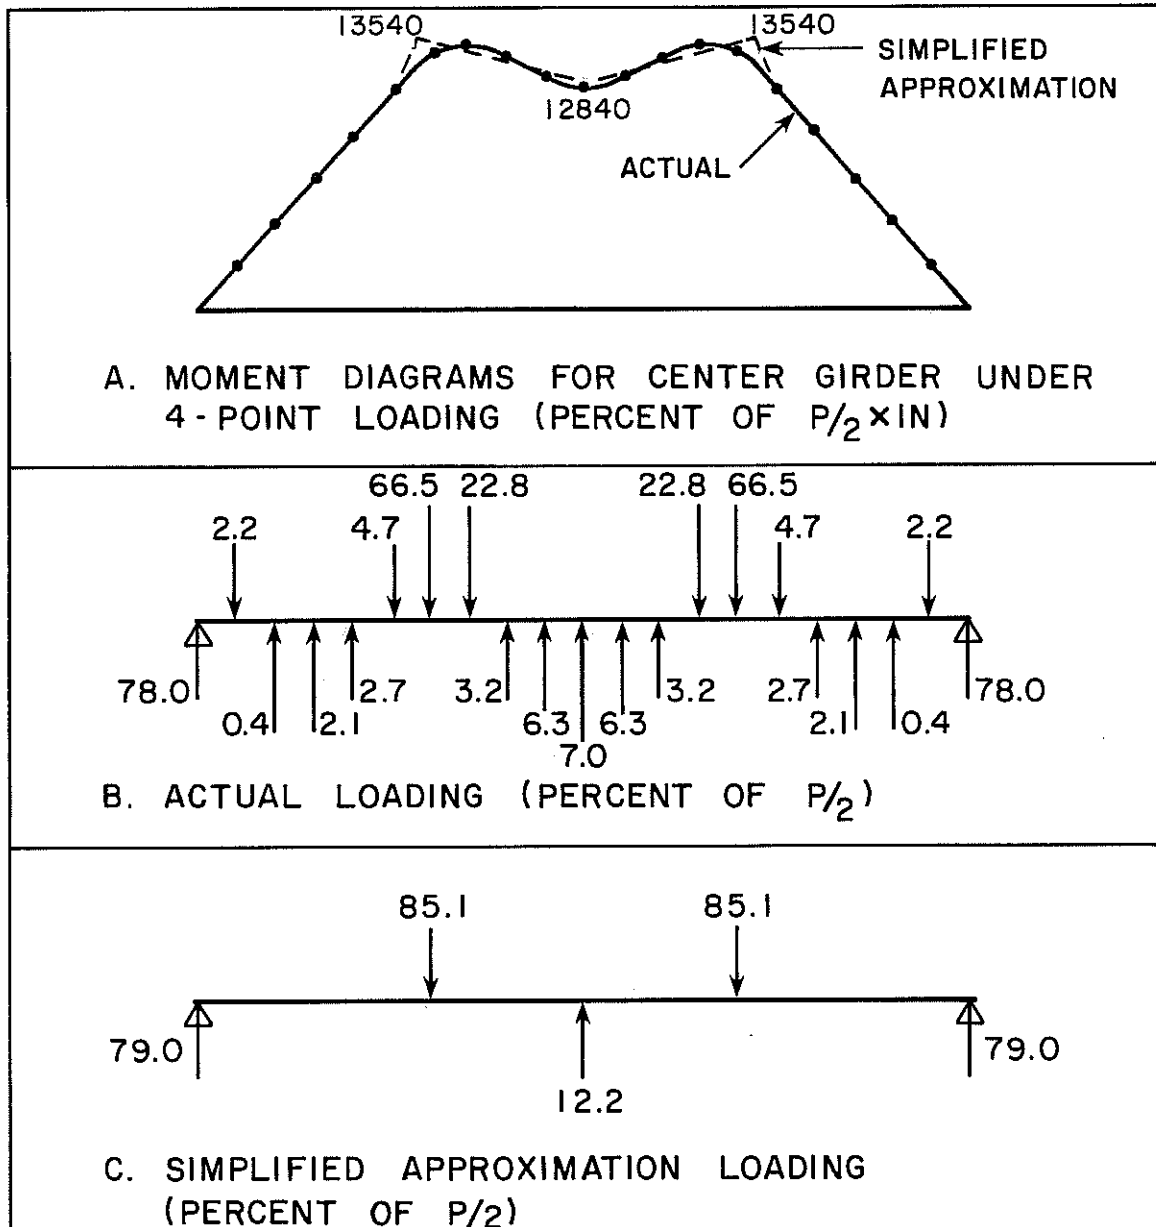 13540 13540
SIMPLIFIED
APPROXIMATION
12840
ACTUAL
A. MOMENT DIAGRAMS FOR CENTER GIRDER UNDER
4-POINT LOADING (PERCENT OF P/2 × IN)
66.5 22.8 22.8 66.5
2.2 4.7 4.7 2.2
78.0 2.7 3.2 3.2 2.7 78.0
0.4 2.1 6.3 6.3 2.1 0.4
7.0
B. ACTUAL LOADING (PERCENT OF P/2)
85.1 85.1
79.0 79.0
12.2
C. SIMPLIFIED APPROXIMATION LOADING
(PERCENT OF P/2)